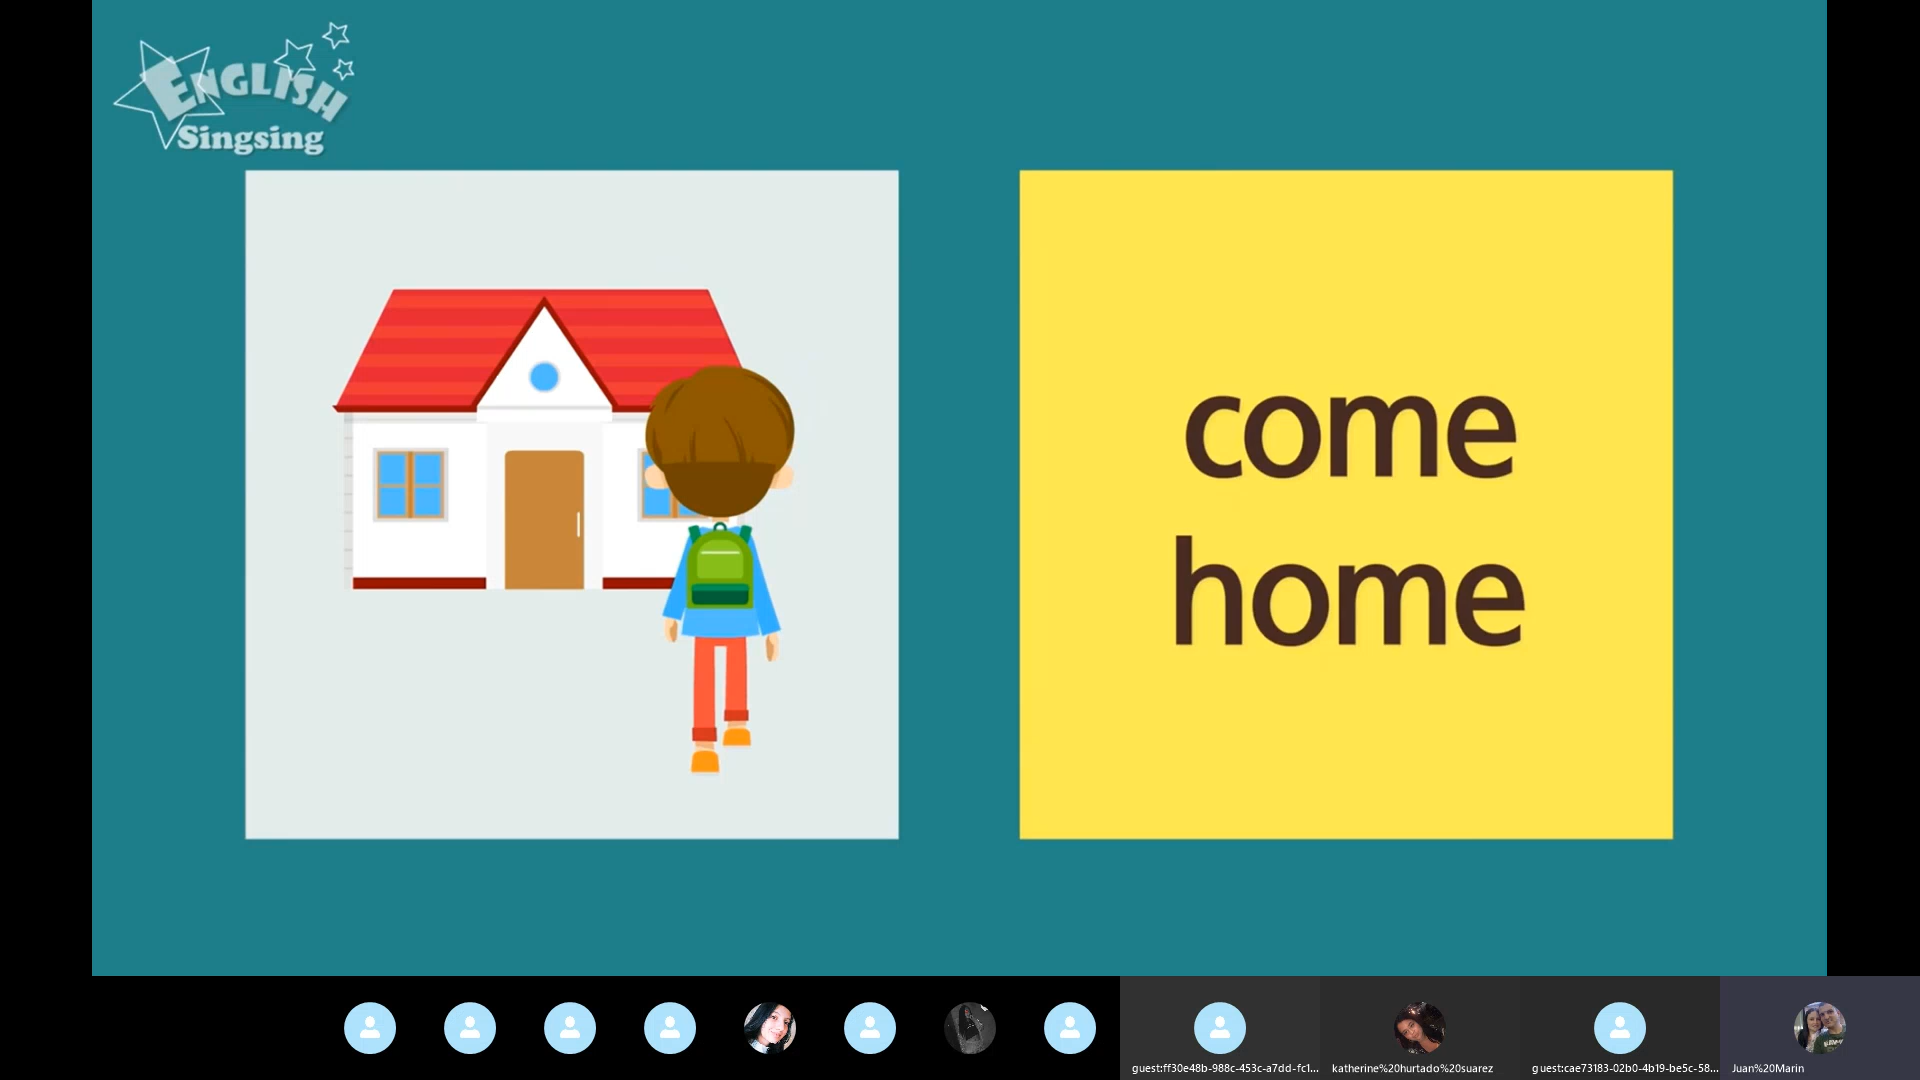 ENGLISH
Singsing
come
home
guest:ff30e48b-988c-453c-a7dd-fc1...
katherine%20hurtado%20suarez
guest:cae73183-02b0-4b19-be5c-58...
Juan%20Marin